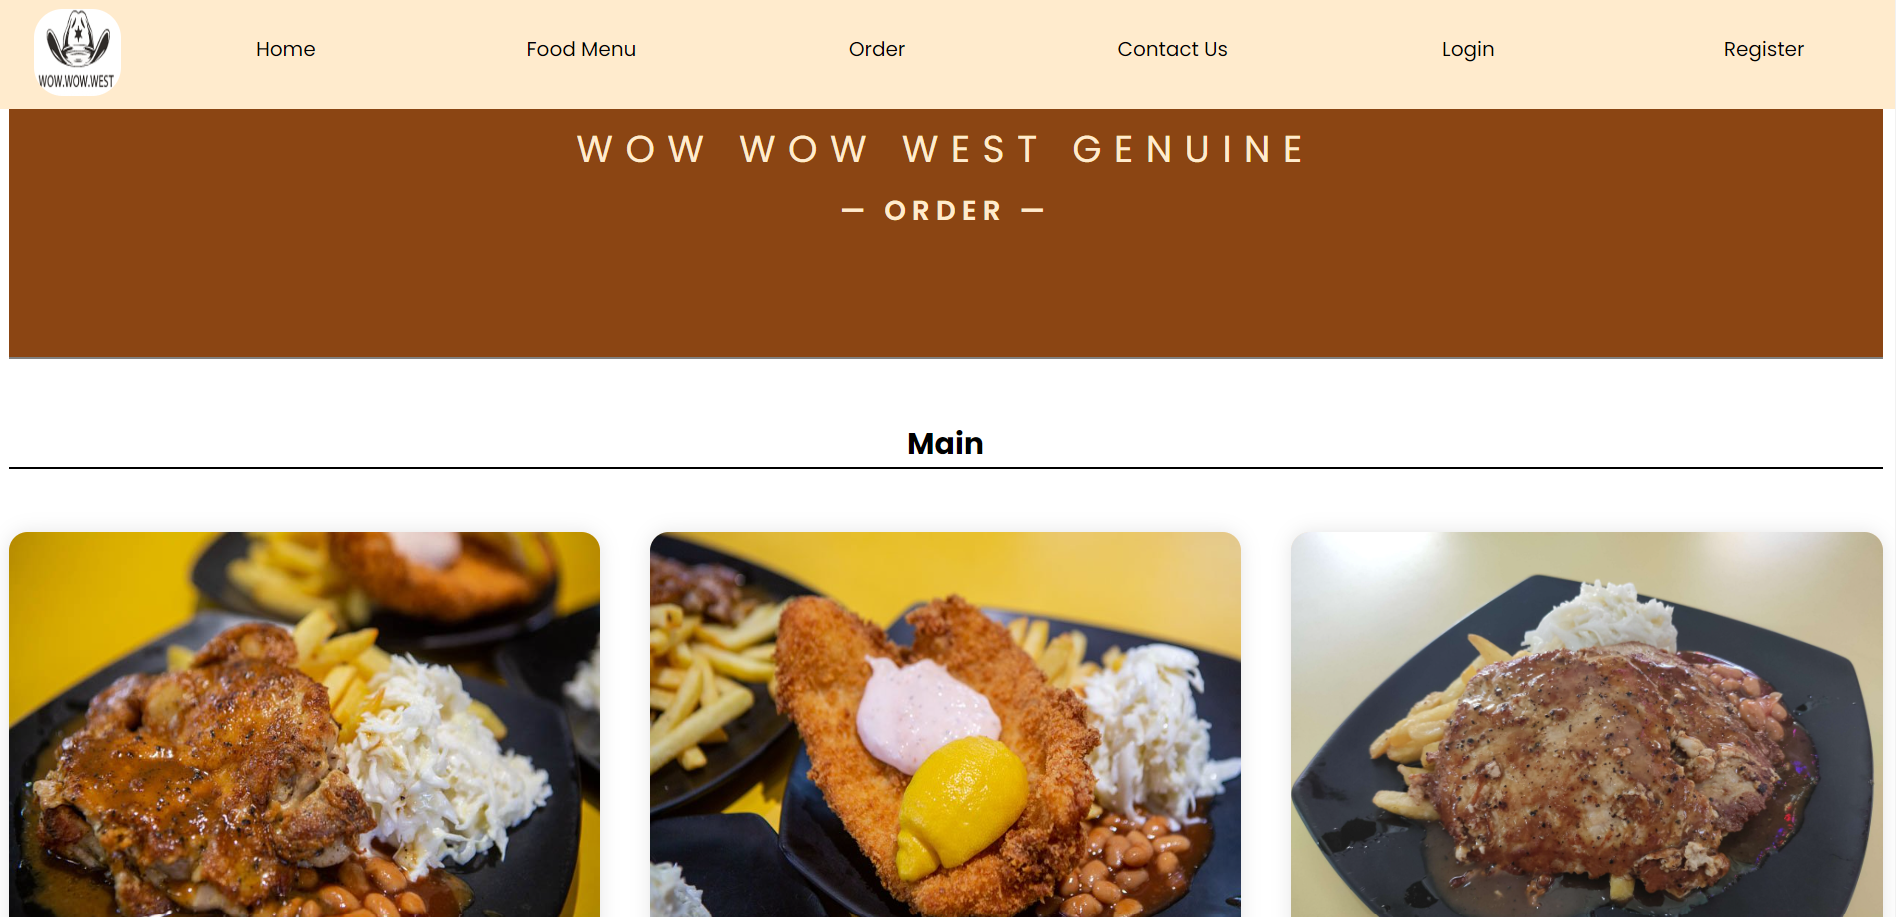 WOW.WOW.WEST
Home
Food Menu
Order
Contact Us
Login
Register
WOW WOW WEST GENUINE
— ORDER —
Main